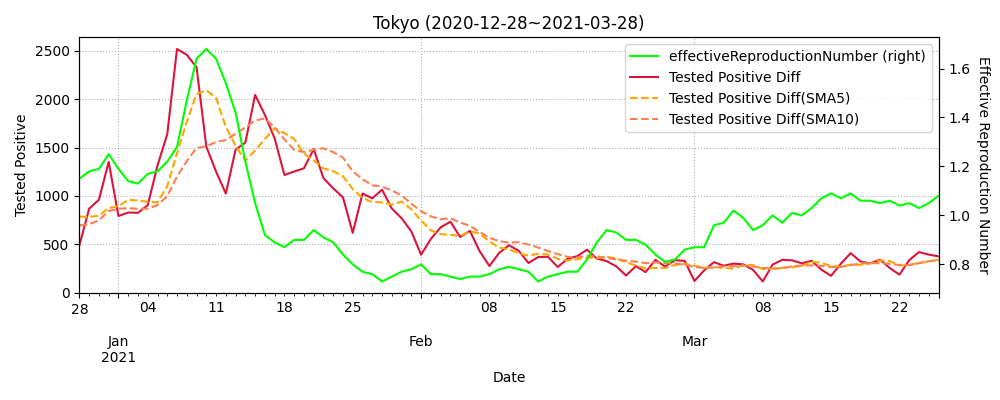 Tokyo (2020-12-28~2021-03-28)
effectiveReproductionNumber (right)
Tested Positive Diff
Tested Positive Diff(SMA5)
Tested Positive Diff(SMA10)
Tested Positive
2500
2000
1500
1000
500
0
1.6
1.4
1.2
1.0
0.8
Effective Reproduction Number
28 04 11 18 25 08 15 22 08 15 22
Jan Feb Mar
2021
Date